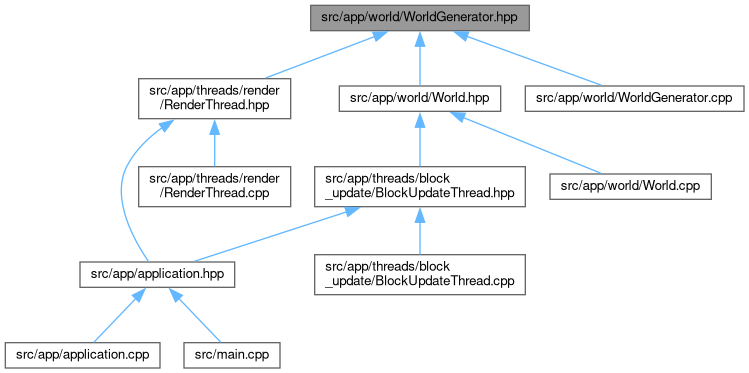 src/app/world/WorldGenerator.hpp
src/app/threads/render
/RenderThread.hpp
src/app/world/World.hpp
src/app/world/WorldGenerator.cpp
src/app/threads/render
/RenderThread.cpp
src/app/threads/block
_update/BlockUpdateThread.hpp
src/app/world/World.cpp
src/app/application.hpp
src/app/threads/block
_update/BlockUpdateThread.cpp
src/app/application.cpp
src/main.cpp